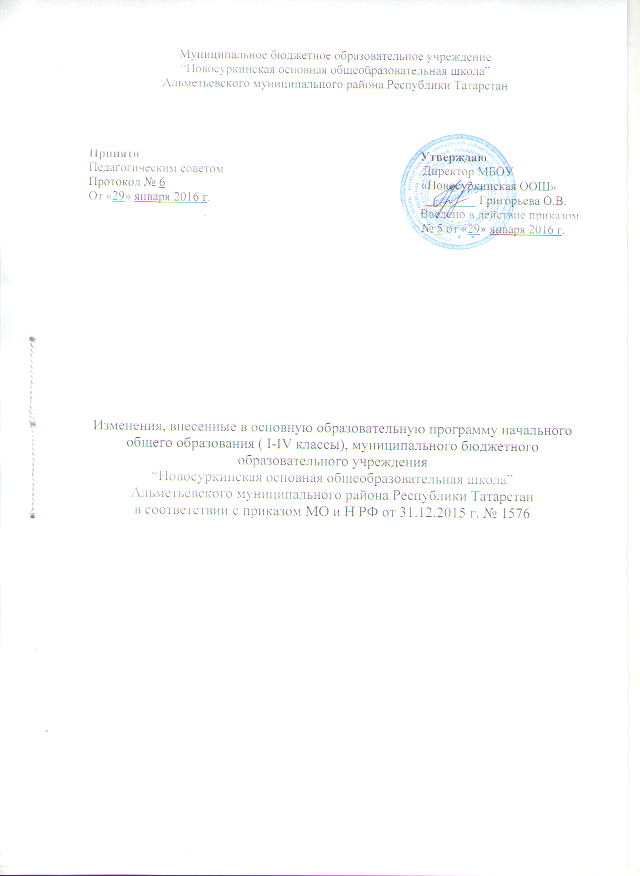 Муниципальное бюджетное образовательное учреждение
“Новосуркинская основная общеобразовательная школа”
Альметьевского муниципального района Республики Татарстан
Принято
Педагогическим советом
Протокол № 6
От «29» января 2016 г.
Утверждаю
Директор МБОУ
«Новосуркинская ООШ»
Григорьева О.В.
Введено в действие приказом
№ 5 от «29» января 2016 г.
Изменения, внесенные в основную образовательную программу начального
общего образования ( I-IV классы), муниципального бюджетного
образовательного учреждения
“Новосуркинская основная общеобразовательная школа”
Альметьевского муниципального района Республики Татарстан
в соответствии с приказом МО и Н РФ от 31.12.2015 г. № 1576